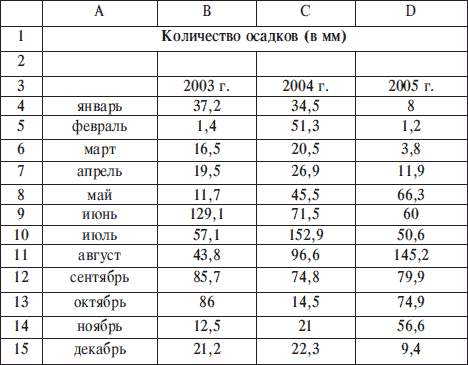 A B C D
1 Количество осадков (в мм)
2
3 2003 г. 2004 г. 2005 г.
4 январь 37,2 34,5 8
5 февраль 1,4 51,3 1,2
6 март 16,5 20,5 3,8
7 апрель 19,5 26,9 11,9
8 май 11,7 45,5 66,3
9 июнь 129,1 71,5 60
10 июль 57,1 152,9 50,6
11 август 43,8 96,6 145,2
12 сентябрь 85,7 74,8 79,9
13 октябрь 86 14,5 74,9
14 ноябрь 12,5 21 56,6
15 декабрь 21,2 22,3 9,4